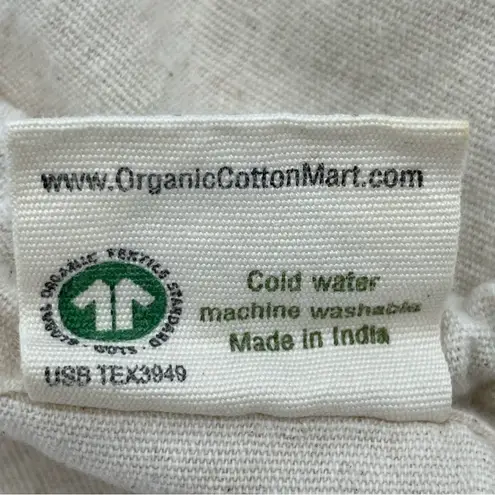 www.OrganicCottonMart.com
GLOBAL ORGANIC TEXTILE STANDARD · GOTS ·
USB TEX3949
Cold water
machine washable
Made in India